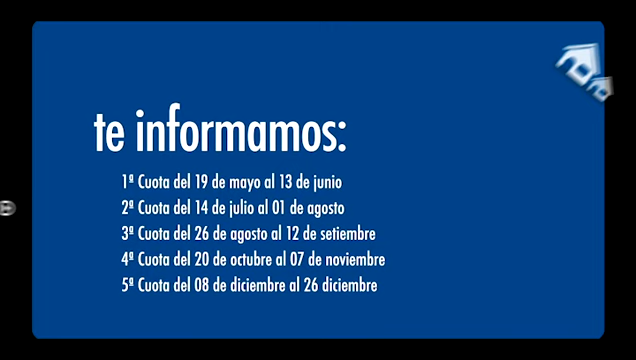 te informamos:
1ª Cuota del 19 de mayo al 13 de junio
2ª Cuota del 14 de julio al 01 de agosto
3ª Cuota del 26 de agosto al 12 de setiembre
4ª Cuota del 20 de octubre al 07 de noviembre
5ª Cuota del 08 de diciembre al 26 diciembre